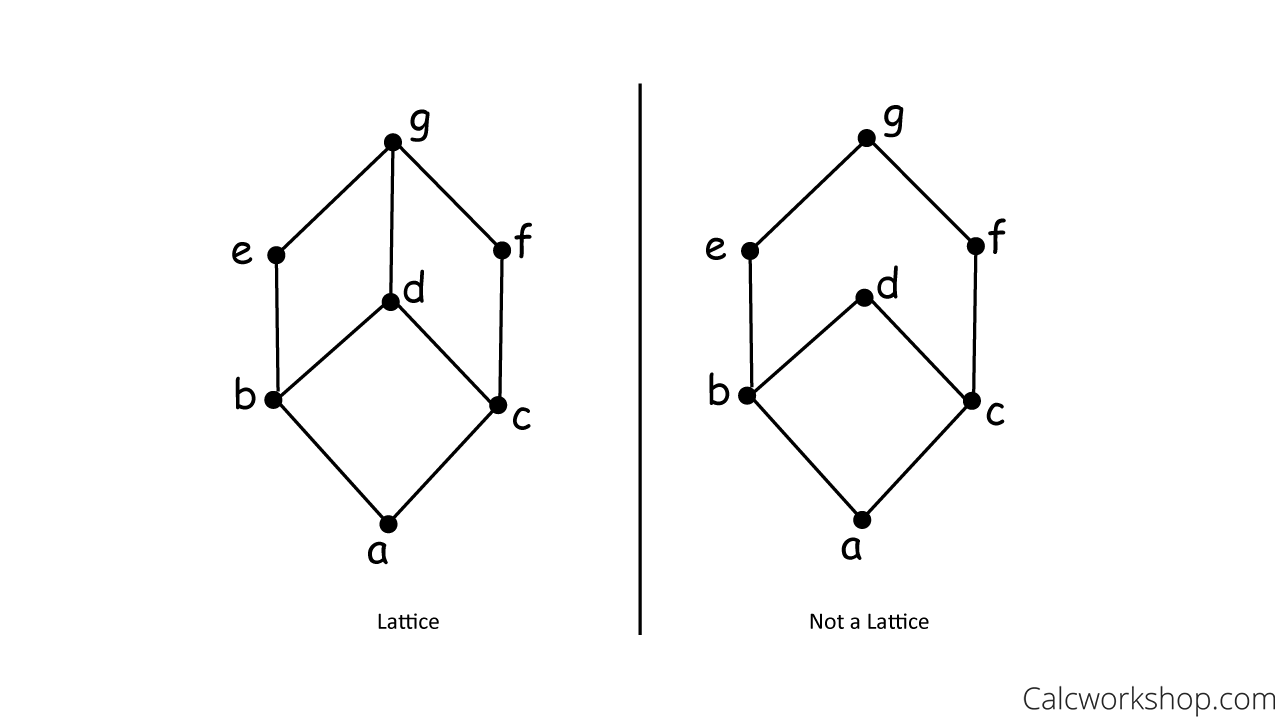 g
e
f
d
b
c
a
Lattice
g
e
f
d
b
c
a
Not a Lattice
Calcworkshop.com